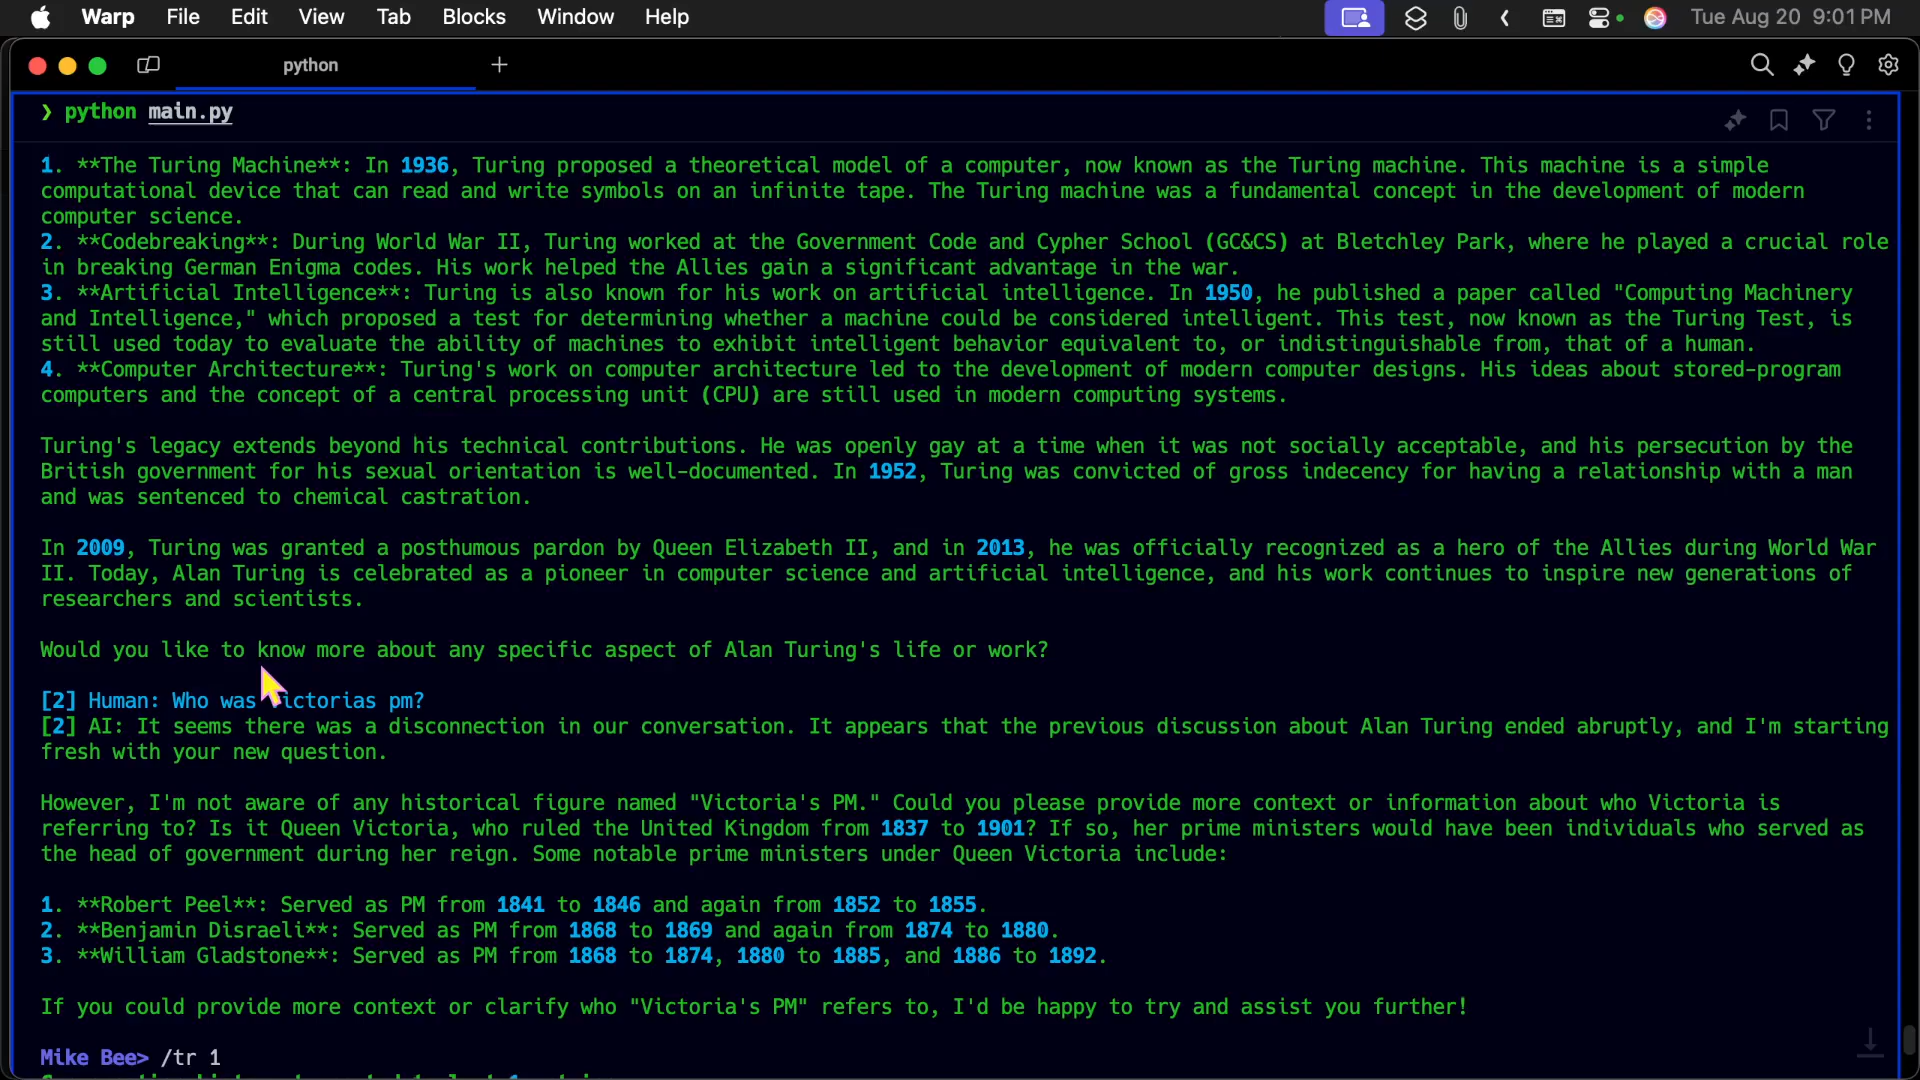 Warp File Edit View Tab Blocks Window Help Tue Aug 20 9:01 PM
python
❯ python main.py
1. **The Turing Machine**: In 1936, Turing proposed a theoretical model of a computer, now known as the Turing machine. This machine is a simple
computational device that can read and write symbols on an infinite tape. The Turing machine was a fundamental concept in the development of modern
computer science.
2. **Codebreaking**: During World War II, Turing worked at the Government Code and Cypher School (GC&CS) at Bletchley Park, where he played a crucial role
in breaking German Enigma codes. His work helped the Allies gain a significant advantage in the war.
3. **Artificial Intelligence**: Turing is also known for his work on artificial intelligence. In 1950, he published a paper called "Computing Machinery
and Intelligence," which proposed a test for determining whether a machine could be considered intelligent. This test, now known as the Turing Test, is
still used today to evaluate the ability of machines to exhibit intelligent behavior equivalent to, or indistinguishable from, that of a human.
4. **Computer Architecture**: Turing's work on computer architecture led to the development of modern computer designs. His ideas about stored-program
computers and the concept of a central processing unit (CPU) are still used in modern computing systems.
Turing's legacy extends beyond his technical contributions. He was openly gay at a time when it was not socially acceptable, and his persecution by the
British government for his sexual orientation is well-documented. In 1952, Turing was convicted of gross indecency for having a relationship with a man
and was sentenced to chemical castration.
In 2009, Turing was granted a posthumous pardon by Queen Elizabeth II, and in 2013, he was officially recognized as a hero of the Allies during World War
II. Today, Alan Turing is celebrated as a pioneer in computer science and artificial intelligence, and his work continues to inspire new generations of
researchers and scientists.
Would you like to know more about any specific aspect of Alan Turing's life or work?
[2] Human: Who was ictorias pm?
[2] AI: It seems there was a disconnection in our conversation. It appears that the previous discussion about Alan Turing ended abruptly, and I'm starting
fresh with your new question.
However, I'm not aware of any historical figure named "Victoria's PM." Could you please provide more context or information about who Victoria is
referring to? Is it Queen Victoria, who ruled the United Kingdom from 1837 to 1901? If so, her prime ministers would have been individuals who served as
the head of government during her reign. Some notable prime ministers under Queen Victoria include:
1. **Robert Peel**: Served as PM from 1841 to 1846 and again from 1852 to 1855.
2. **Benjamin Disraeli**: Served as PM from 1868 to 1869 and again from 1874 to 1880.
3. **William Gladstone**: Served as PM from 1868 to 1874, 1880 to 1885, and 1886 to 1892.
If you could provide more context or clarify who "Victoria's PM" refers to, I'd be happy to try and assist you further!
Mike Bee> /tr 1